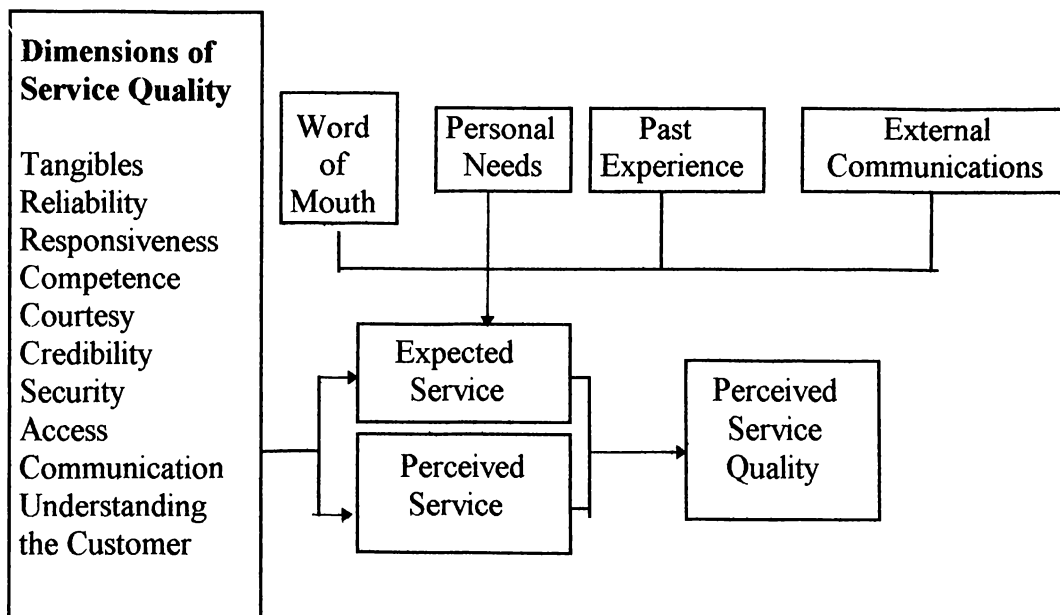 Dimensions of
Service Quality
Tangibles
Reliability
Responsiveness
Competence
Courtesy
Credibility
Security
Access
Communication
Understanding
the Customer
Word
of
Mouth
Personal
Needs
Past
Experience
External
Communications
Expected
Service
Perceived
Service
Perceived
Service
Quality